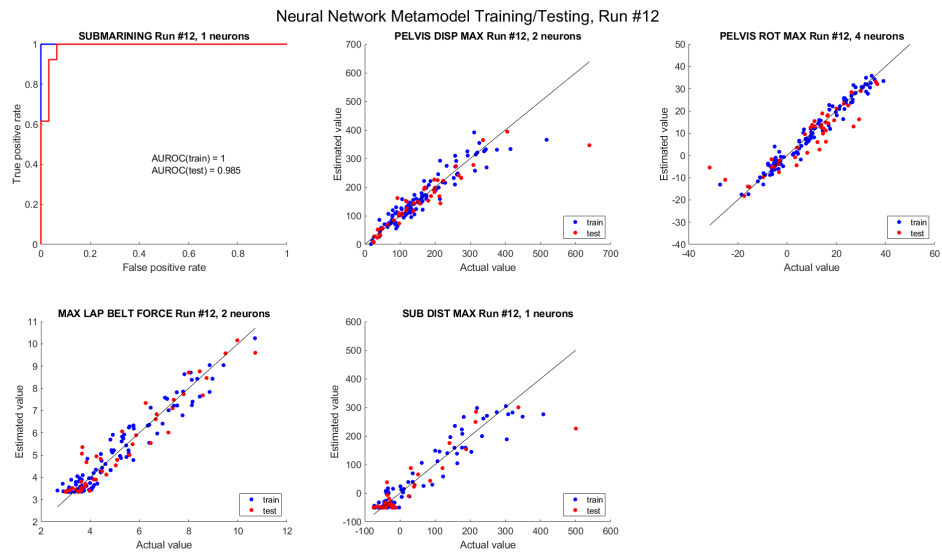 Neural Network Metamodel Training/Testing, Run #12
SUBMARINING Run #12, 1 neurons
1
0.8
0.6
0.4
0.2
0
True positive rate
AUROC(train) = 1
AUROC(test) = 0.985
0 0.2 0.4 0.6 0.8 1
False positive rate
PELVIS DISP MAX Run #12, 2 neurons
700
600
500
400
300
200
100
0
Estimated value
train
test
0 100 200 300 400 500 600 700
Actual value
PELVIS ROT MAX Run #12, 4 neurons
50
40
30
20
10
0
-10
-20
-30
-40
Estimated value
train
test
-40 -20 0 20 40 60
Actual value
MAX LAP BELT FORCE Run #12, 2 neurons
11
10
9
8
7
6
5
4
3
2
Estimated value
train
test
2 4 6 8 10 12
Actual value
SUB DIST MAX Run #12, 1 neurons
600
500
400
300
200
100
0
-100
Estimated value
train
test
-100 0 100 200 300 400 500 600
Actual value